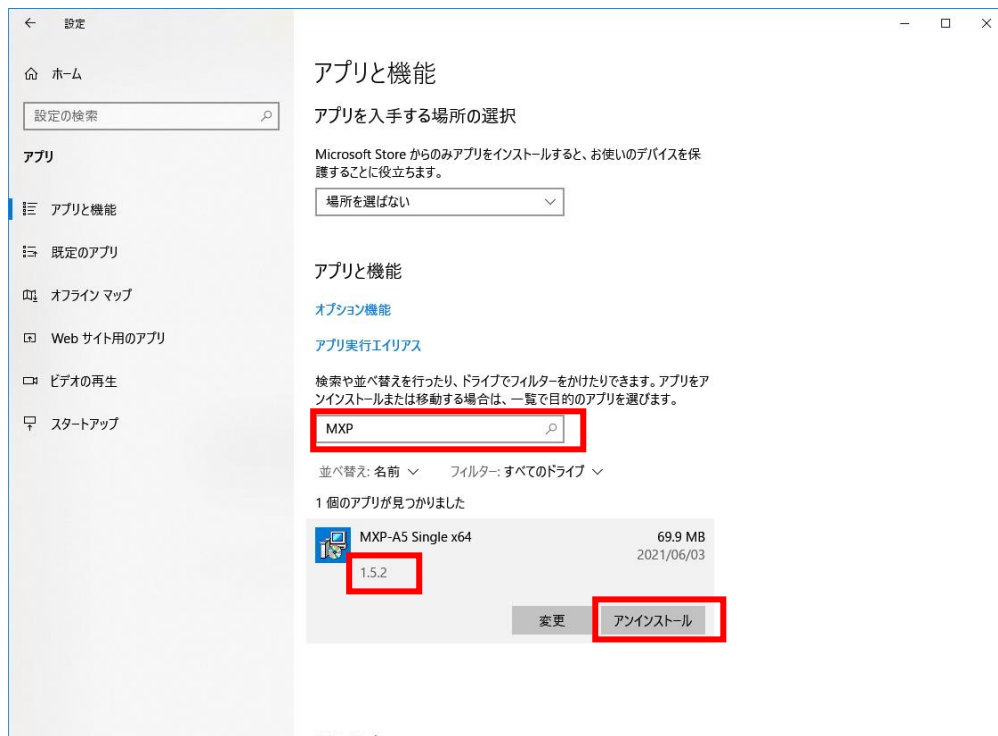 設定
ホーム
設定の検索
アプリ
アプリと機能
既定のアプリ
オフライン マップ
Web サイト用のアプリ
ビデオの再生
スタートアップ
アプリと機能
アプリを入手する場所の選択
Microsoft Store からのみアプリをインストールすると、お使いのデバイスを保
護することに役立ちます。
場所を選ばない
アプリと機能
オプション機能
アプリ実行エイリアス
検索や並べ替えを行ったり、ドライブでフィルターをかけたりできます。アプリをア
ンインストールまたは移動する場合は、一覧で目的のアプリを選びます。
MXP
並べ替え: 名前 フィルター: すべてのドライブ
1 個のアプリが見つかりました
MXP-A5 Single x64 69.9 MB
2021/06/03
1.5.2
変更 アンインストール